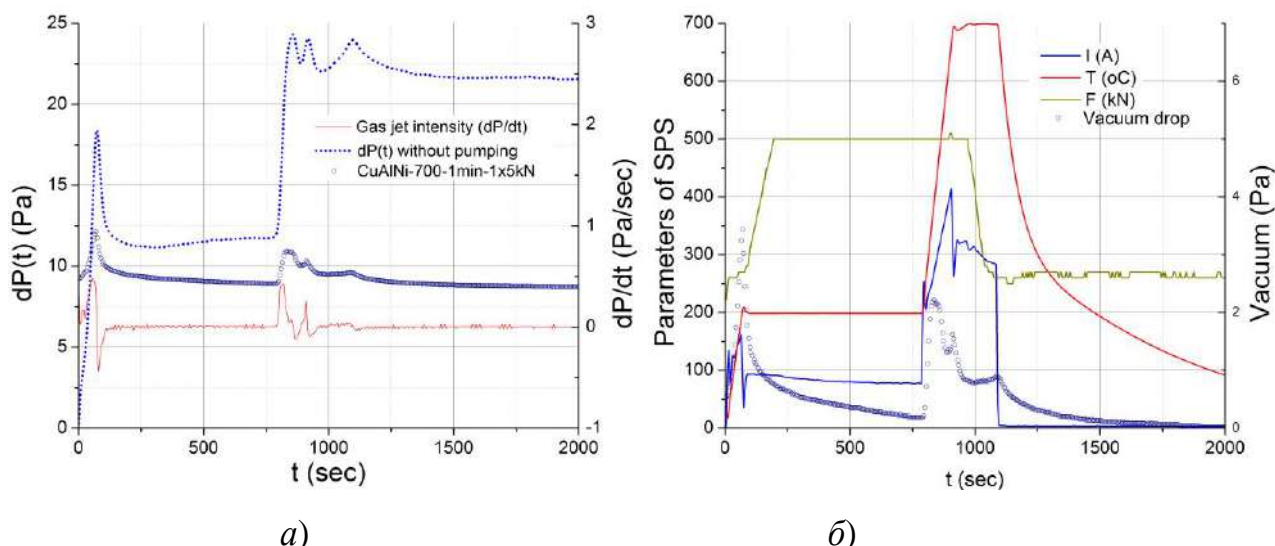 25
20
15
10
5
0
dP(t) (Pa)
3
2
1
0
-1
dP/dt (Pa/sec)
Gas jet intensity (dP/dt)
dP(t) without pumping
CuAlNi-700-1min-1x5kN
0
500
1000
1500
2000
t (sec)
а)
700
600
500
400
300
200
100
0
Parameters of SPS
6
4
2
0
Vacuum (Pa)
I (A)
T (oC)
F (kN)
Vacuum drop
0
500
1000
1500
2000
t (sec)
б)